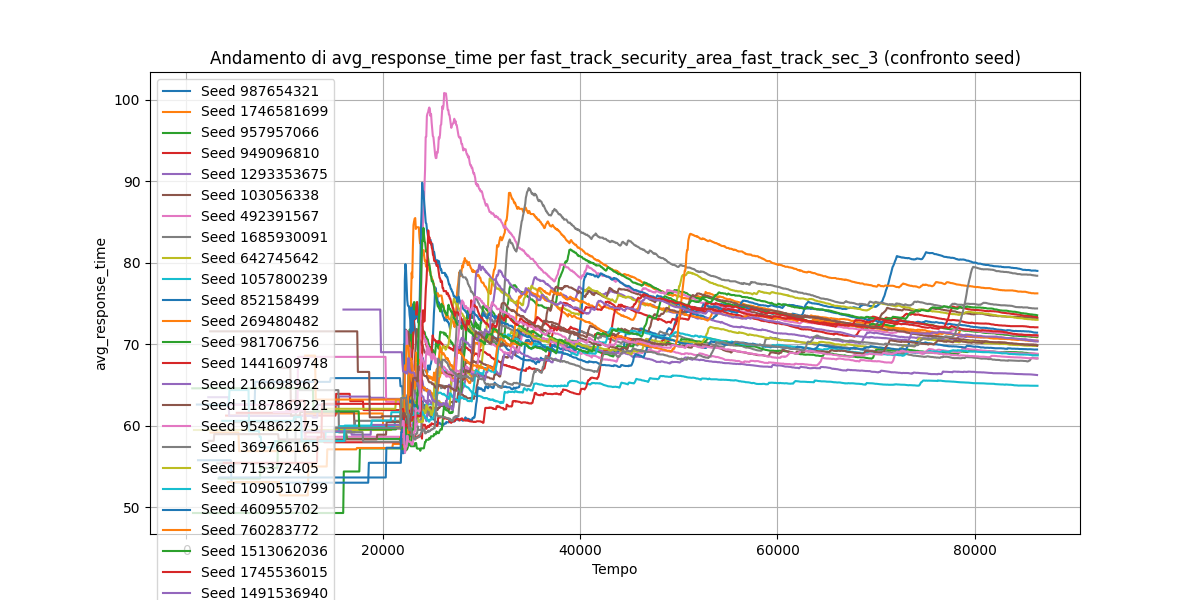 Andamento di avg_response_time per fast_track_security_area_fast_track_sec_3 (confronto seed)
avg_response_time
100
90
80
70
60
50
Seed 987654321
Seed 1746581699
Seed 957957066
Seed 949096810
Seed 1293353675
Seed 103056338
Seed 492391567
Seed 1685930091
Seed 642745642
Seed 1057800239
Seed 852158499
Seed 269480482
Seed 981706756
Seed 1441609748
Seed 216698962
Seed 1187869221
Seed 954862275
Seed 369766165
Seed 715372405
Seed 1090510799
Seed 460955702
Seed 760283772
Seed 1513062036
Seed 1745536015
Seed 1491536940
0 20000 40000 60000 80000
Tempo